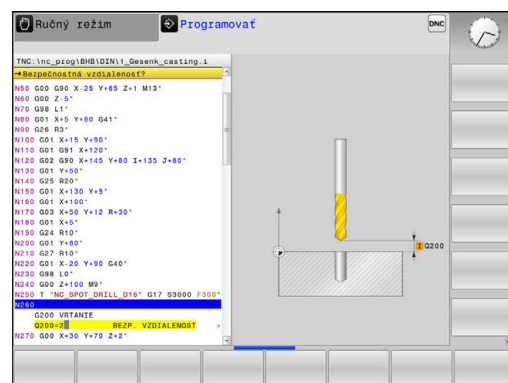 Ručný režim
Programovať
DNC
TNC:\nc_prog\BHB\DIN\1_Gesenk_casting.i
→Bezpečnostná vzdialenosť?
N50 G00 G90 X-25 Y+65 Z+1 M13*
N60 G00 Z-5*
N70 G98 L1*
N80 G01 X+5 Y+80 G41*
N90 G26 R3*
N100 G01 X+15 Y+90*
N110 G01 G91 X+120*
N120 G02 G90 X+145 Y+80 I+135 J+80*
N130 G01 Y+50*
N140 G25 R20*
N150 G01 X+130 Y+5*
N160 G01 X+100*
N170 G03 X+50 Y+12 R+30*
N180 G01 X+5*
N190 G24 R10*
N200 G01 Y+80*
N210 G27 R10*
N220 G01 X-20 Y+90 G40*
N230 G98 L0*
N240 G00 Z+100 M9*
N250 T "NC_SPOT_DRILL_D16" G17 S3000 F300*
N260
G200 VRTANIE
Q200=2 BEZP. VZDIALENOST
N270 G00 X+30 Y+70 Z+2*
I Q200